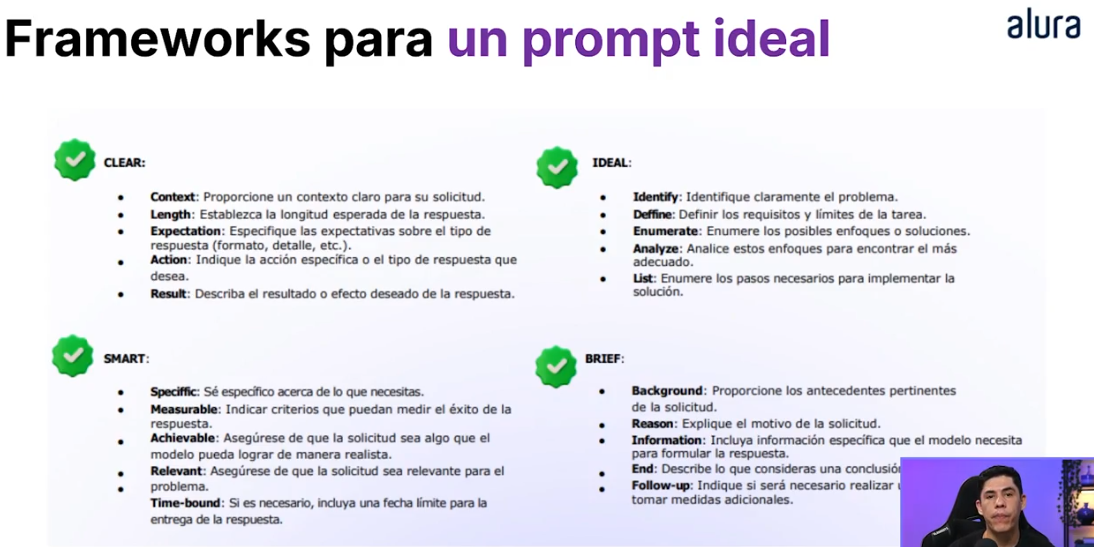 Frameworks para un prompt ideal
alura
CLEAR:
Context: Proporcione un contexto claro para su solicitud.
Length: Establezca la longitud esperada de la respuesta.
Expectation: Especifique las expectativas sobre el tipo de
respuesta (formato, detalle, etc.).
Action: Indique la acción específica o el tipo de respuesta que
desea.
Result: Describa el resultado o efecto deseado de la respuesta.
IDEAL:
Identify: Identifique claramente el problema.
Deffine: Definir los requisitos y límites de la tarea.
Enumerate: Enumere los posibles enfoques o soluciones.
Analyze: Analice estos enfoques para encontrar el más
adecuado.
List: Enumere los pasos necesarios para implementar la
solución.
SMART:
Speciffic: Sé específico acerca de lo que necesitas.
Measurable: Indicar criterios que puedan medir el éxito de la
respuesta.
Achievable: Asegúrese de que la solicitud sea algo que el
modelo pueda lograr de manera realista.
Relevant: Asegúrese de que la solicitud sea relevante para el
problema.
Time-bound: Si es necesario, incluya una fecha límite para la
entrega de la respuesta.
BRIEF:
Background: Proporcione los antecedentes pertinentes
de la solicitud.
Reason: Explique el motivo de la solicitud.
Information: Incluya información específica que el modelo necesita
para formular la respuesta.
End: Describe lo que consideras una conclusión
Follow-up: Indique si será necesario realizar
tomar medidas adicionales.